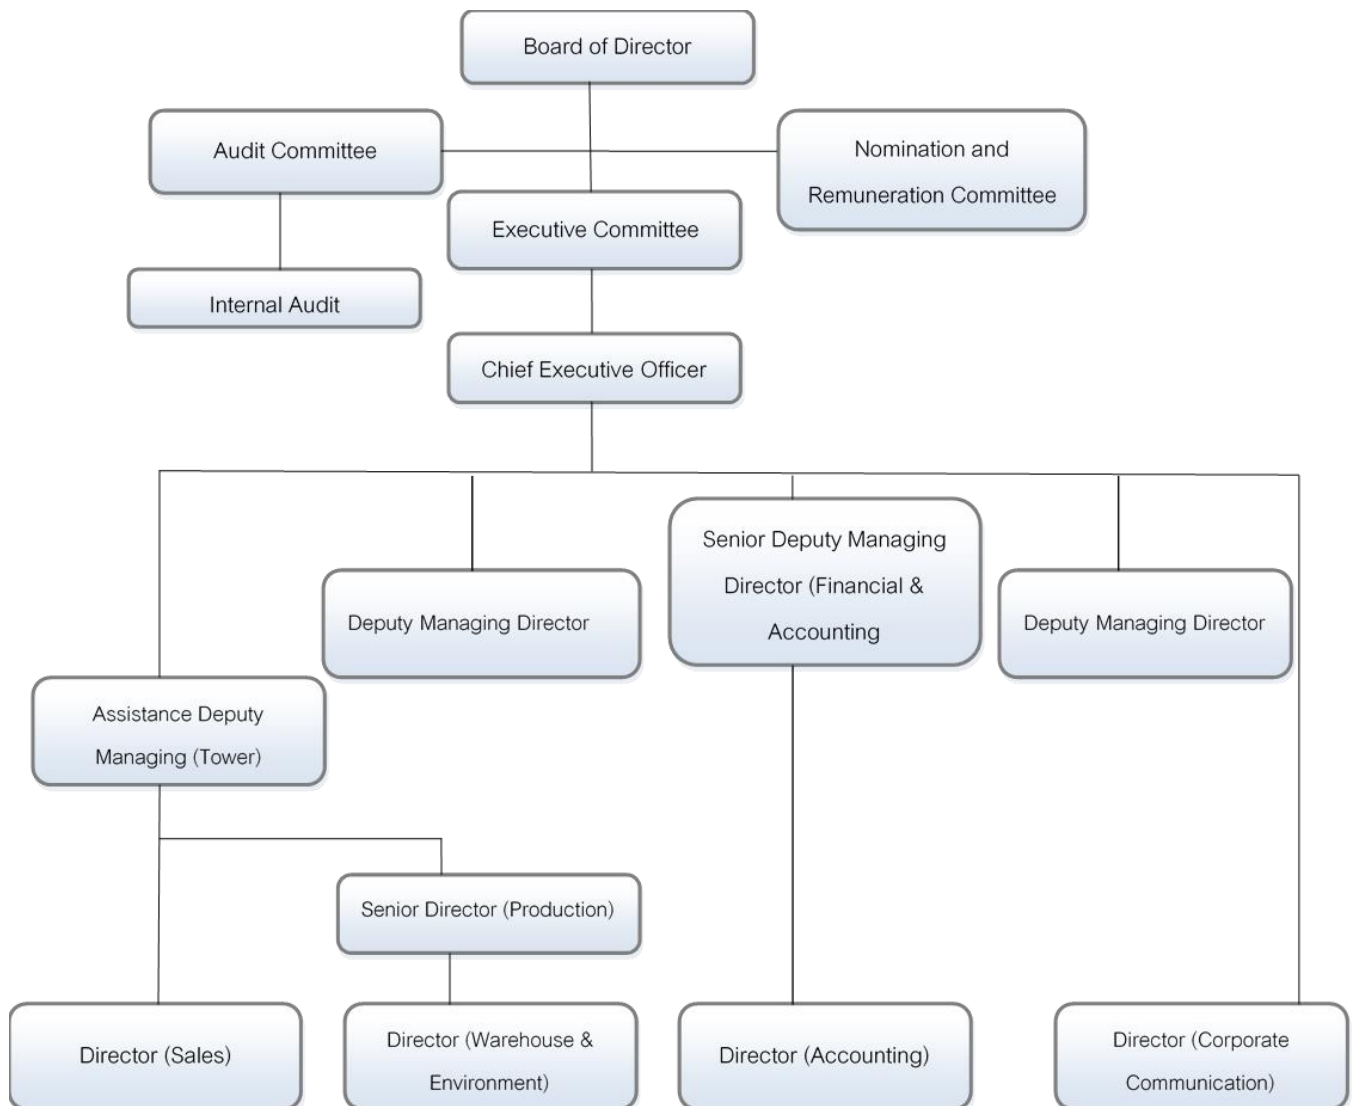 Board of Director
Audit Committee
Nomination and
Remuneration Committee
Executive Committee
Internal Audit
Chief Executive Officer
Senior Deputy Managing
Director (Financial &
Accounting
Deputy Managing Director
Deputy Managing Director
Assistance Deputy
Managing (Tower)
Senior Director (Production)
Director (Sales)
Director (Warehouse &
Environment)
Director (Accounting)
Director (Corporate
Communication)